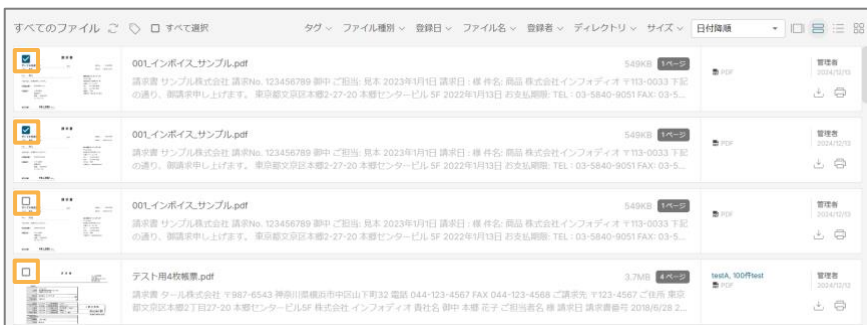 すべてのファイル すべて選択 タグ ファイル種別 登録日 ファイル名 登録者 ディレクトリ サイズ 日付降順
001_インボイス_サンプル.pdf 549KB 1ページ
請求書 サンプル株式会社 請求No. 123456789 御中 ご担当: 見本 2023年1月1日 請求日 : 様 件名: 商品 株式会社インフォディオ 〒113-0033 下記
の通り、御請求申し上げます。 東京都文京区本郷2-27-20 本郷センタービル 5F 2022年1月13日 お支払期限: TEL : 03-5840-9051 FAX: 03-5...
PDF
管理者
2024/12/13
001_インボイス_サンプル.pdf 549KB 1ページ
請求書 サンプル株式会社 請求No. 123456789 御中 ご担当: 見本 2023年1月1日 請求日 : 様 件名: 商品 株式会社インフォディオ 〒113-0033 下記
の通り、御請求申し上げます。 東京都文京区本郷2-27-20 本郷センタービル 5F 2022年1月13日 お支払期限: TEL : 03-5840-9051 FAX: 03-5...
PDF
管理者
2024/12/13
001_インボイス_サンプル.pdf 549KB 1ページ
請求書 サンプル株式会社 請求No. 123456789 御中 ご担当: 見本 2023年1月1日 請求日 : 様 件名: 商品 株式会社インフォディオ 〒113-0033 下記
の通り、御請求申し上げます。 東京都文京区本郷2-27-20 本郷センタービル 5F 2022年1月13日 お支払期限: TEL : 03-5840-9051 FAX: 03-5...
PDF
管理者
2024/12/13
テスト用4枚帳票.pdf 3.7MB 4ページ
請求書 タール株式会社 〒987-6543 神奈川県横浜市中区山下町32 電話 044-123-4567 FAX 044-123-4568 ご請求先 〒123-4567 ご住所 東京
都文京区本郷2丁目27-20 本郷センタービル5F 株式会社 インフォディオ 貴社名 御中 本郷 花子 ご担当者名 様 請求日 請求書番号 2018/6/28 2...
testA, 100件test
PDF
管理者
2024/12/13